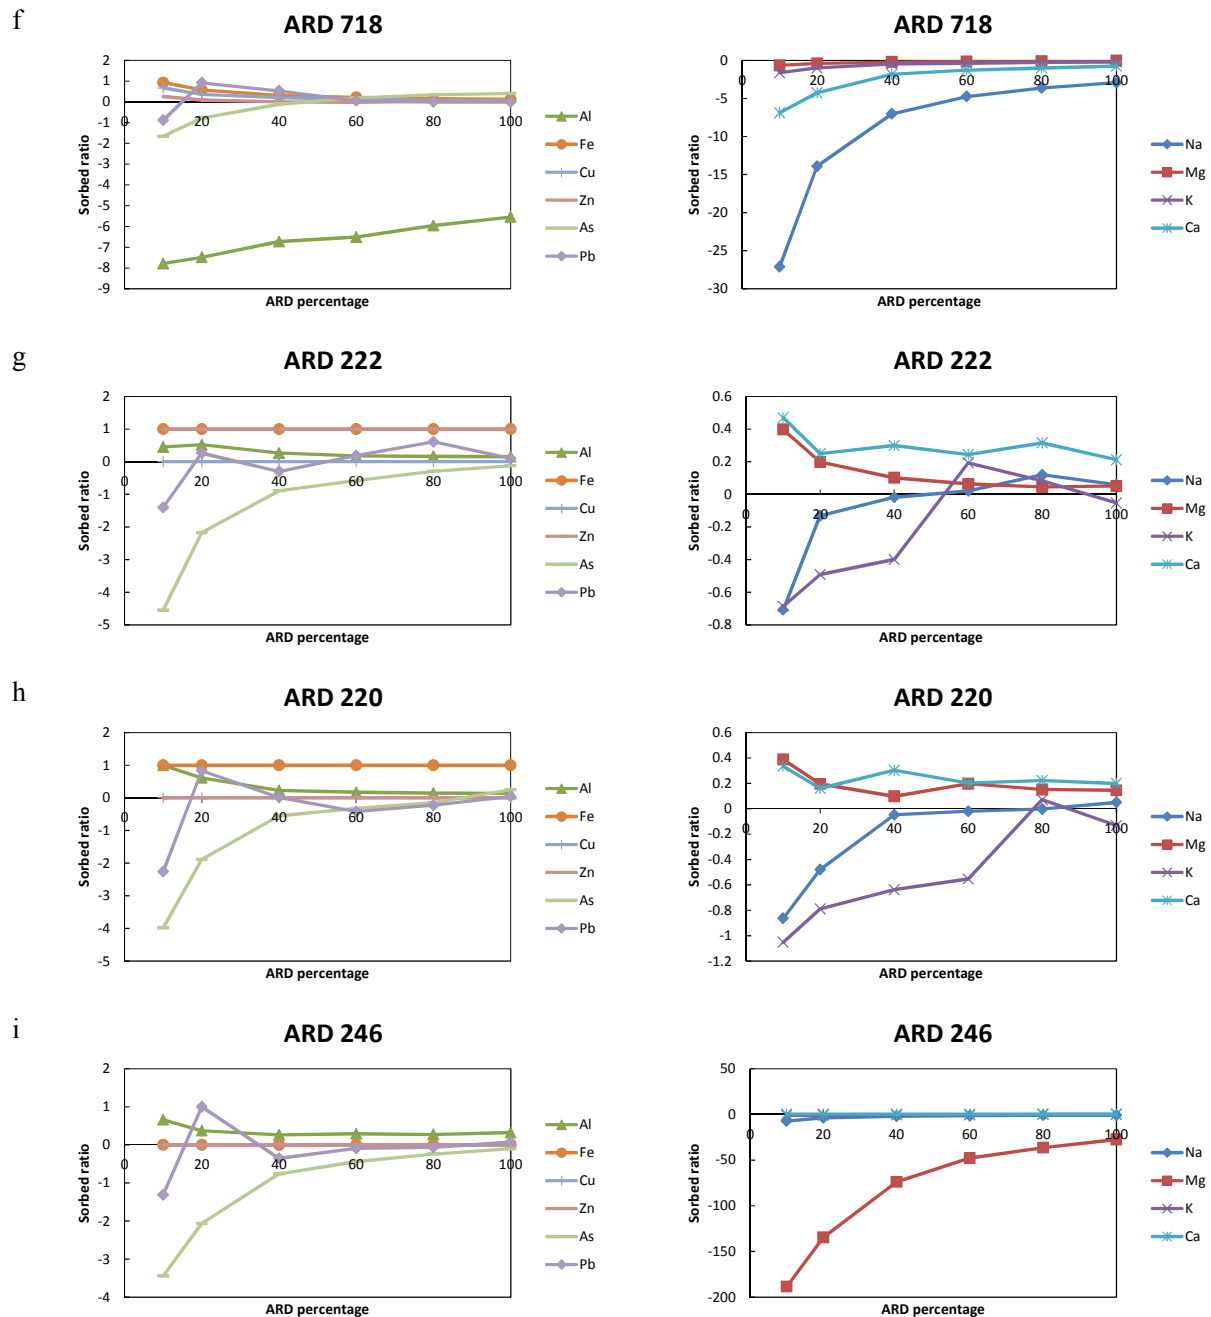 f
ARD 718
2
1
0
-1
-2
-3
-4
-5
-6
-7
-8
-9
0 20 40 60 80 100
Sorbed ratio
ARD percentage
Al
Fe
Cu
Zn
As
Pb
ARD 718
0
-5
-10
-15
-20
-25
-30
0 20 40 60 80 100
Sorbed ratio
ARD percentage
Na
Mg
K
Ca
g
ARD 222
2
1
0
-1
-2
-3
-4
-5
0 20 40 60 80 100
Sorbed ratio
ARD percentage
Al
Fe
Cu
Zn
As
Pb
ARD 222
0.6
0.4
0.2
0
-0.2
-0.4
-0.6
-0.8
0 20 40 60 80 100
Sorbed ratio
ARD percentage
Na
Mg
K
Ca
h
ARD 220
2
1
0
-1
-2
-3
-4
-5
0 20 40 60 80 100
Sorbed ratio
ARD percentage
Al
Fe
Cu
Zn
As
Pb
ARD 220
0.6
0.4
0.2
0
-0.2
-0.4
-0.6
-0.8
-1
-1.2
0 20 40 60 80 100
Sorbed ratio
ARD percentage
Na
Mg
K
Ca
i
ARD 246
2
1
0
-1
-2
-3
-4
0 20 40 60 80 100
Sorbed ratio
ARD percentage
Al
Fe
Cu
Zn
As
Pb
ARD 246
50
0
-50
-100
-150
-200
0 20 40 60 80 100
Sorbed ratio
ARD percentage
Na
Mg
K
Ca